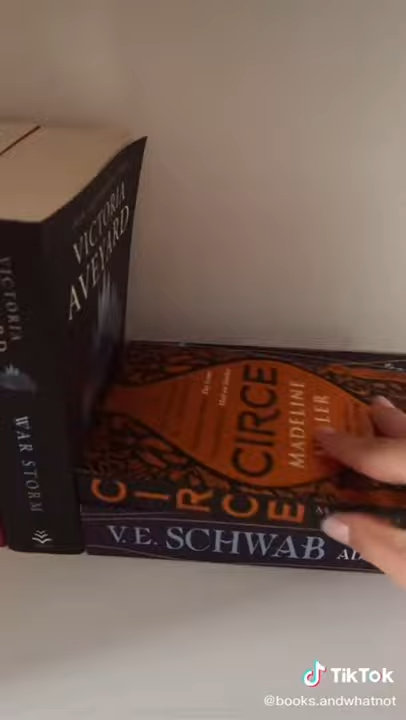 VICTORIA
AVEYARD
VICTORIA
WAR STORM
CIRCE
MADELINE
CIRCE
V.E. SCHWAB
TikTok
@books.andwhatnot